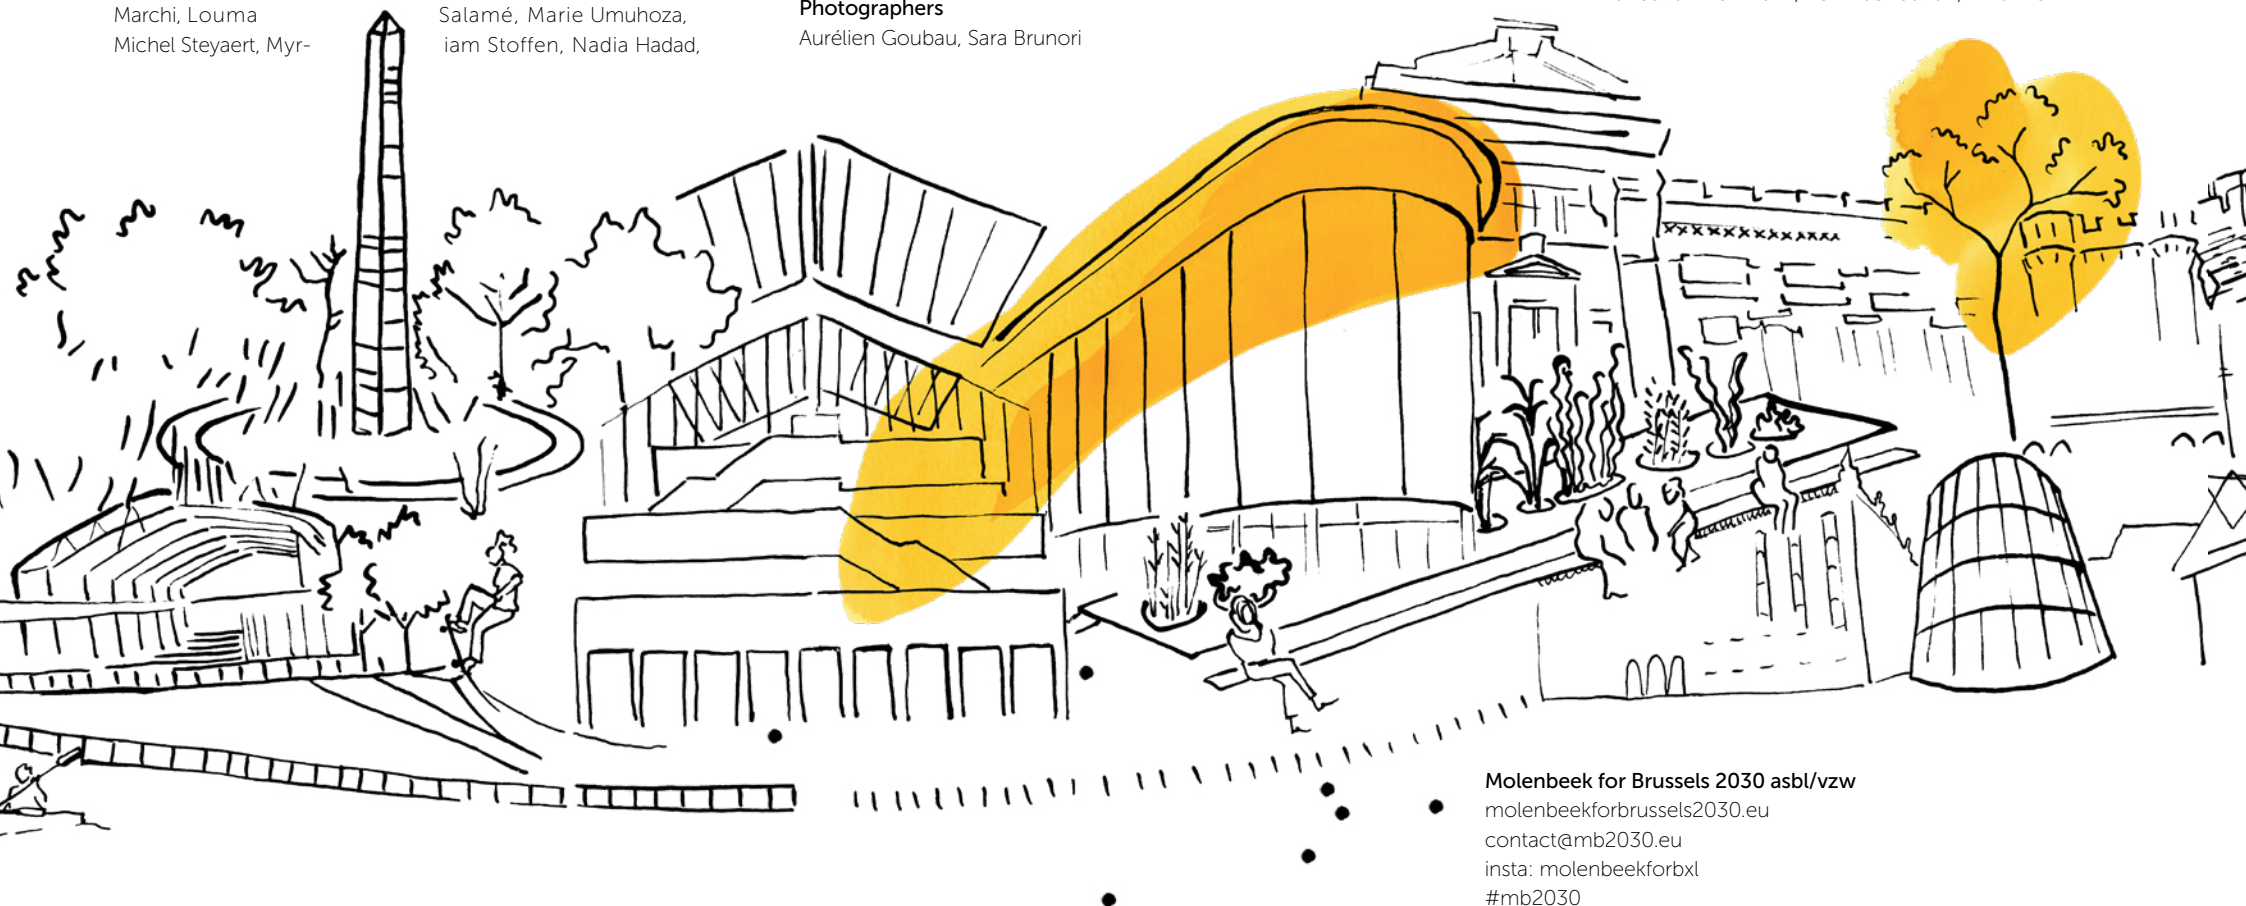 Marchi, Louma Salamé, Marie Umuhoza,
Michel Steyaert, Myr- iam Stoffen, Nadia Hadad,
Photographers
Aurélien Goubau, Sara Brunori
Molenbeek for Brussels 2030 asbl/vzw
molenbeekforbrussels2030.eu
contact@mb2030.eu
insta: molenbeekforbxl
#mb2030